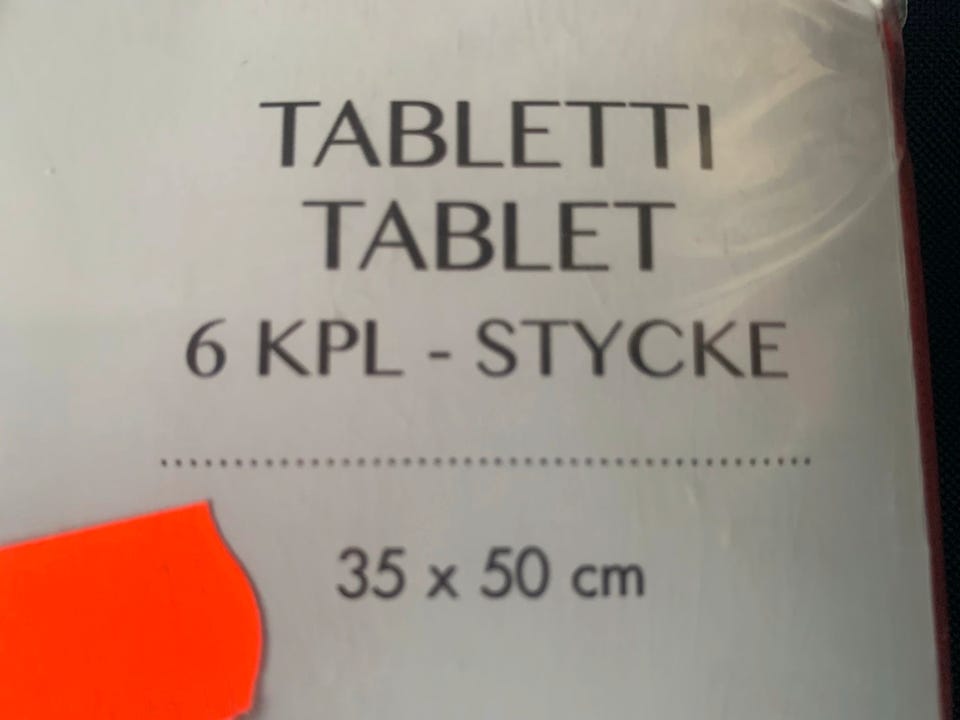 TABLETTI
TABLET
6 KPL - STYCKE
35 x 50 cm